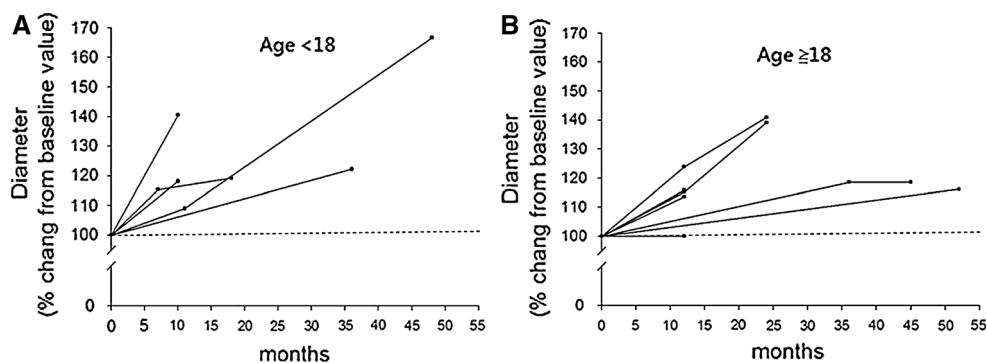 A
Age <18
Diameter
(% chang from baseline value)
170
160
150
140
130
120
110
100
0
0 5 10 15 20 25 30 35 40 45 50 55
months
B
Age ≧18
Diameter
(% chang from baseline value)
170
160
150
140
130
120
110
100
0
0 5 10 15 20 25 30 35 40 45 50 55
months